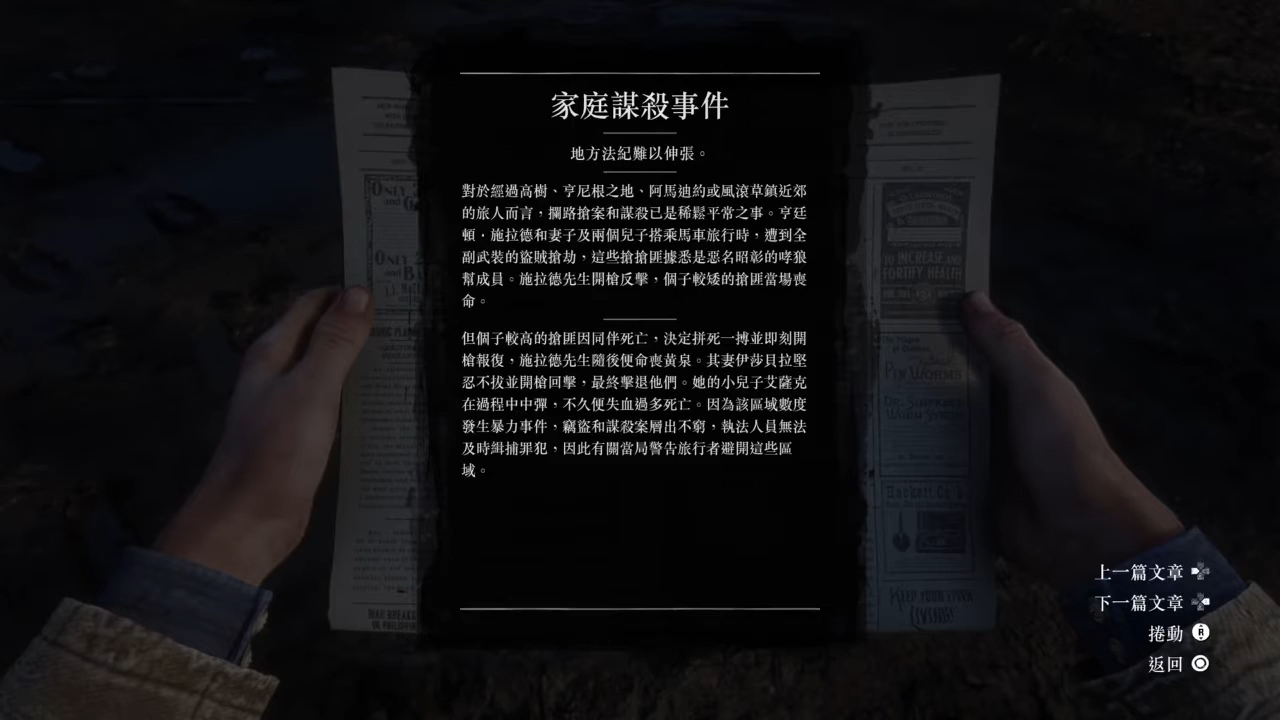 家庭謀殺事件
地方法紀難以伸張。
對於經過高樹、亨尼根之地、阿馬迪約或風滾草鎮近郊
的旅人而言，攔路搶案和謀殺已是稀鬆平常之事。亨廷
頓·施拉德和妻子及兩個兒子搭乘馬車旅行時，遭到全
副武裝的盜賊搶劫，這些搶搶匪據悉是惡名昭彰的哮狼
幫成員。施拉德先生開槍反擊，個子較矮的搶匪當場喪
命。
但個子較高的搶匪因同伴死亡，決定拼死一搏並即刻開
槍報復，施拉德先生隨後便命喪黃泉。其妻伊莎貝拉堅
忍不拔並開槍回擊，最終擊退他們。她的小兒子艾薩克
在過程中中彈，不久便失血過多死亡。因為該區域數度
發生暴力事件，竊盜和謀殺案層出不窮，執法人員無法
及時緝捕罪犯，因此有關當局警告旅行者避開這些區
域。
TO INCREASE AND
FORTIFY HEALTH
Hackett Co's
KEEP YOUR TOWN
上一篇文章
下一篇文章
捲動 R
返回